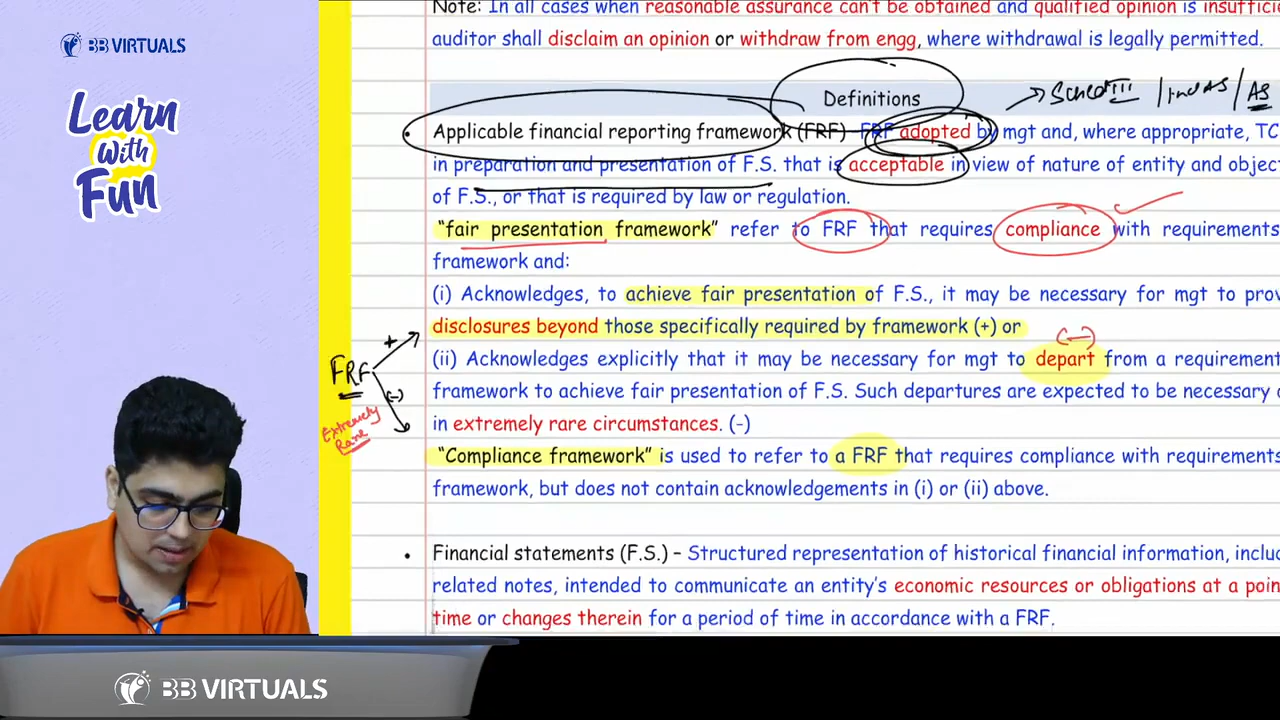 BB VIRTUALS
Learn
with
Fun
Note: In all cases when reasonable assurance can't be obtained and qualified opinion is insuffici
auditor shall disclaim an opinion or withdraw from engg, where withdrawal is legally permitted.
Definitions
→ Sched III / Ind AS / AS
• Applicable financial reporting framework (FRF) - FRF adopted by mgt and, where appropriate, TC
in preparation and presentation of F.S. that is acceptable in view of nature of entity and object
of F.S., or that is required by law or regulation.
"fair presentation framework" refer to FRF that requires compliance with requirements
framework and:
(i) Acknowledges, to achieve fair presentation of F.S., it may be necessary for mgt to prov
disclosures beyond those specifically required by framework (+) or
(-)
(ii) Acknowledges explicitly that it may be necessary for mgt to depart from a requirement
framework to achieve fair presentation of F.S. Such departures are expected to be necessary o
in extremely rare circumstances. (-)
FRF
+
(-)
Extremely
Rare
"Compliance framework" is used to refer to a FRF that requires compliance with requirements
framework, but does not contain acknowledgements in (i) or (ii) above.
• Financial statements (F.S.) – Structured representation of historical financial information, inclu
related notes, intended to communicate an entity's economic resources or obligations at a poin
time or changes therein for a period of time in accordance with a FRF.
BB VIRTUALS